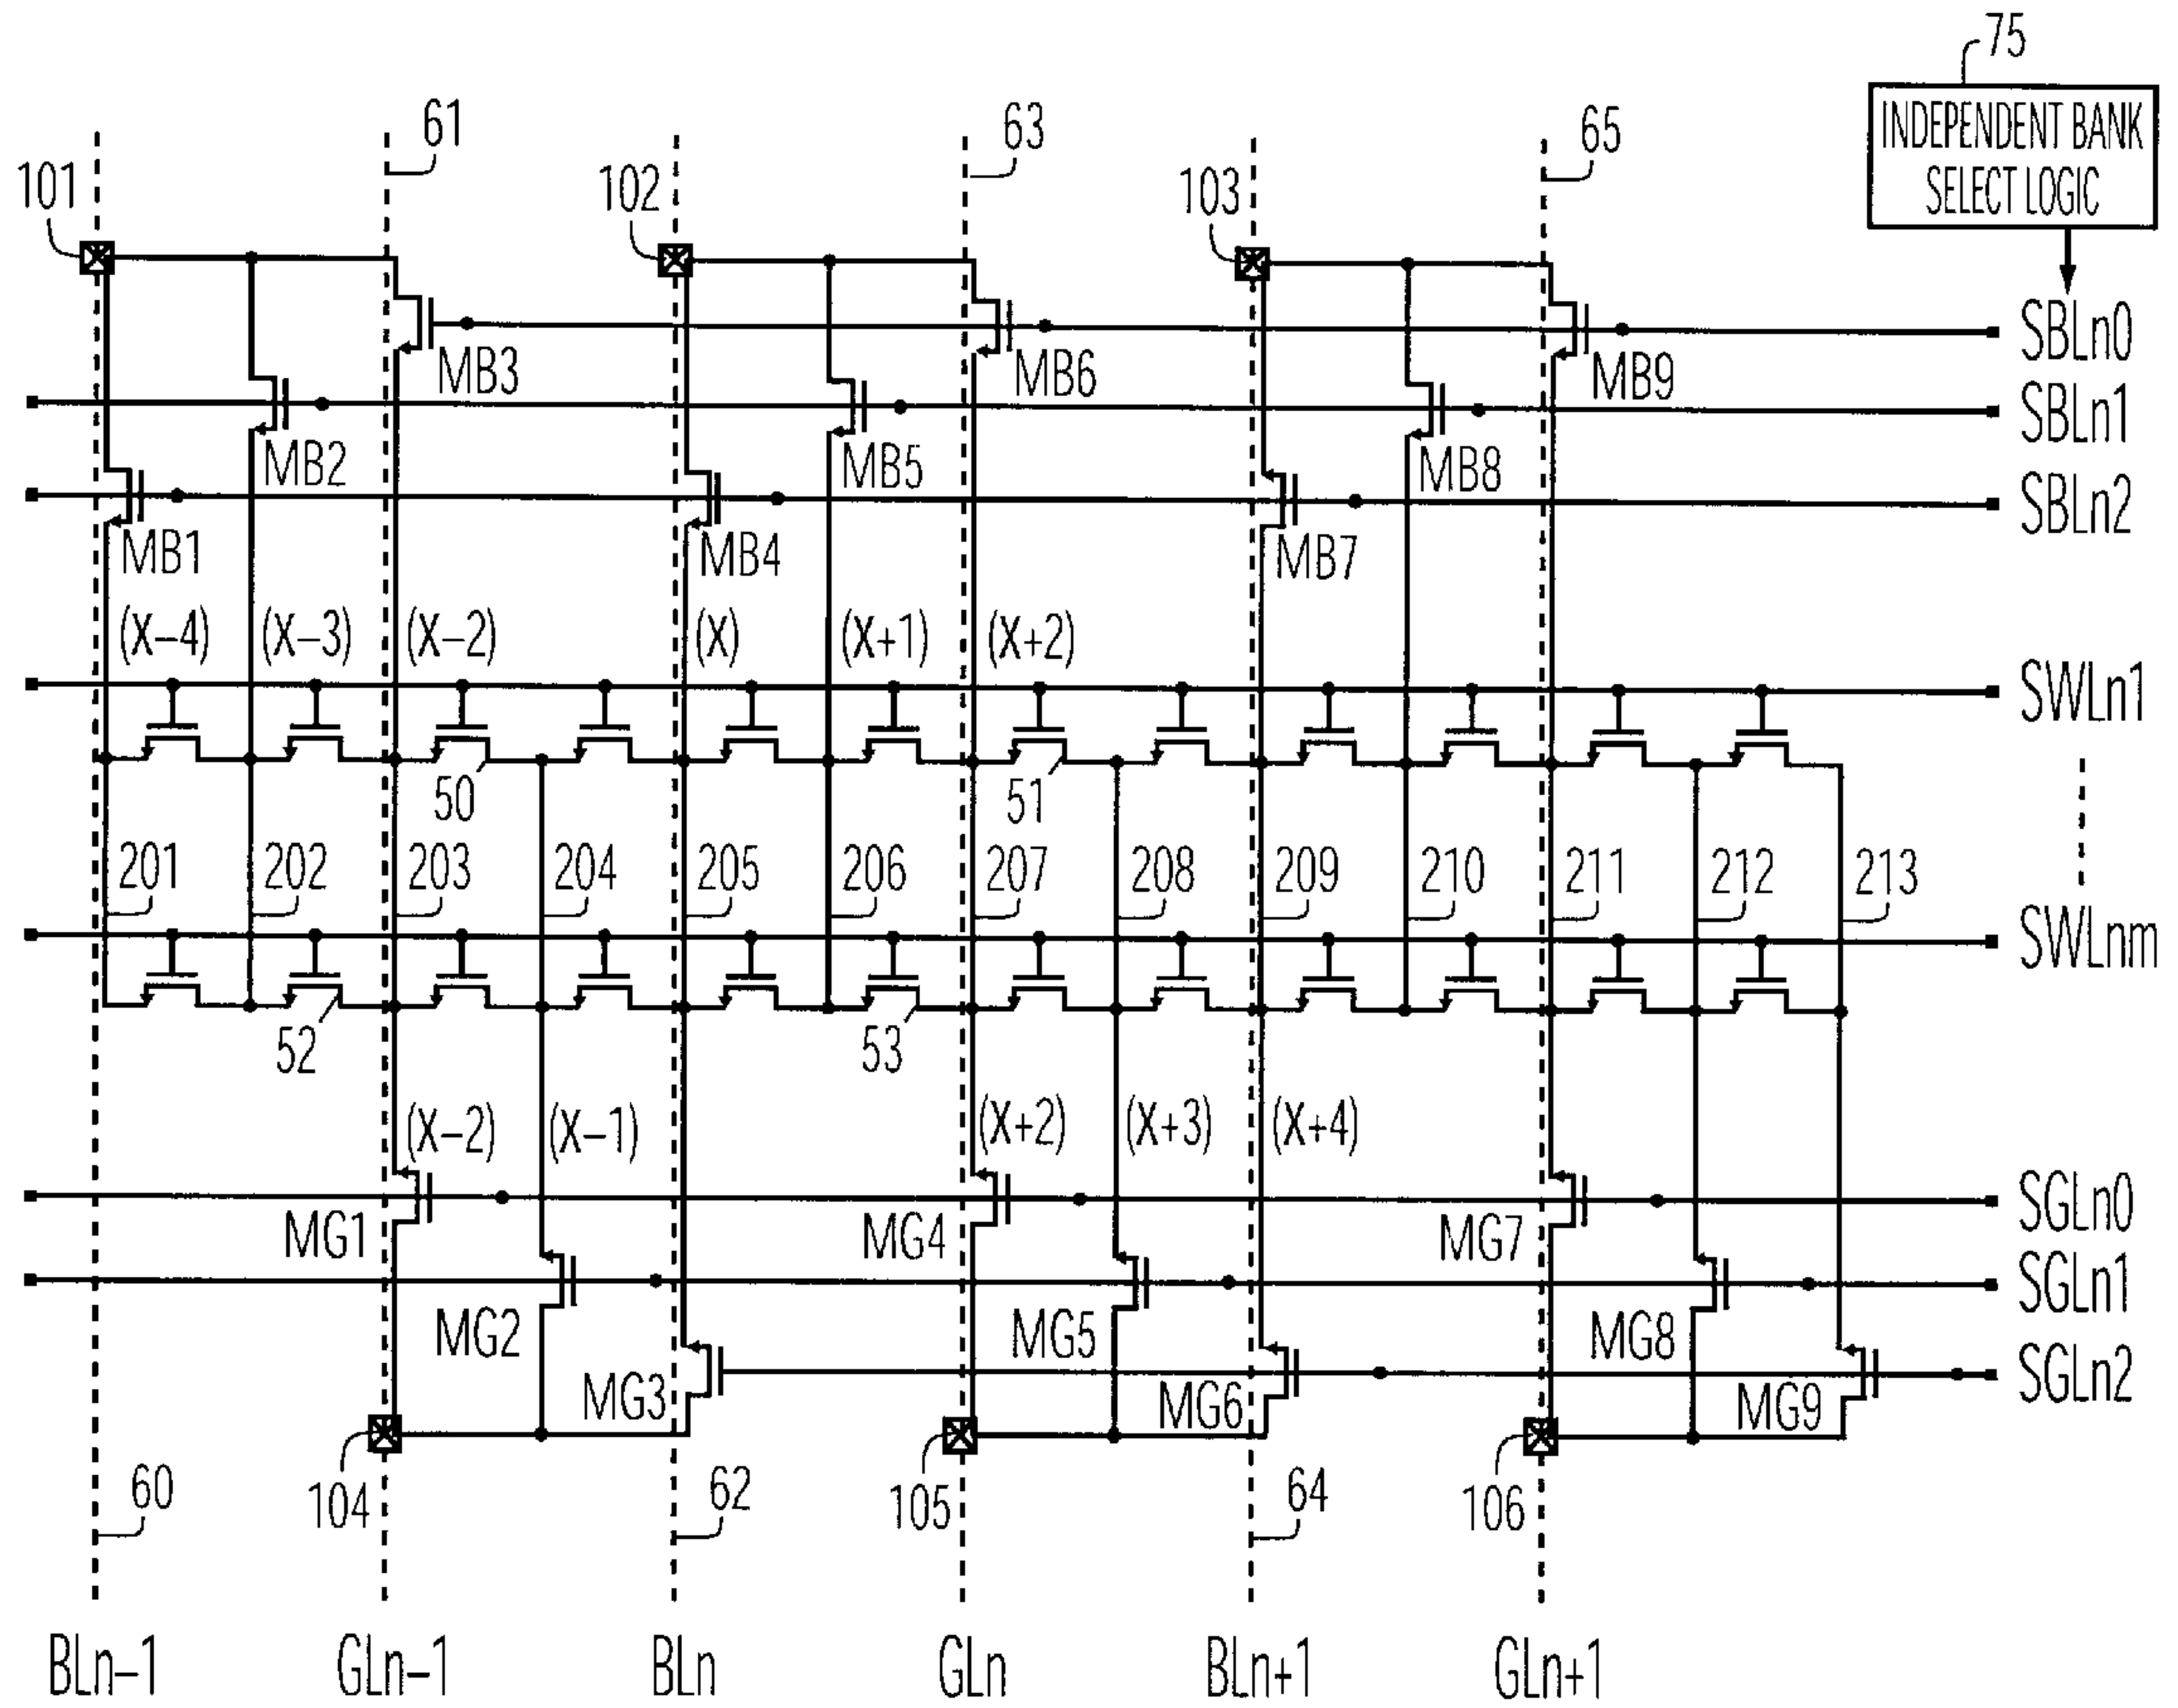 75
INDEPENDENT BANK
SELECT LOGIC
61
63
65
101
102
103
SBLn0
MB3
MB6
MB9
SBLn1
MB2
MB5
MB8
SBLn2
MB1
MB4
MB7
(X–4)
(X–3)
(X–2)
(X)
(X+1)
(X+2)
SWLn1
50
51
201
202
203
204
205
206
207
208
209
210
211
212
213
SWLnm
52
53
(X–2)
(X–1)
(X+2)
(X+3)
(X+4)
SGLn0
MG1
MG4
MG7
SGLn1
MG2
MG5
MG8
SGLn2
MG3
MG6
MG9
104
60
62
105
64
106
BLn–1
GLn–1
BLn
GLn
BLn+1
GLn+1